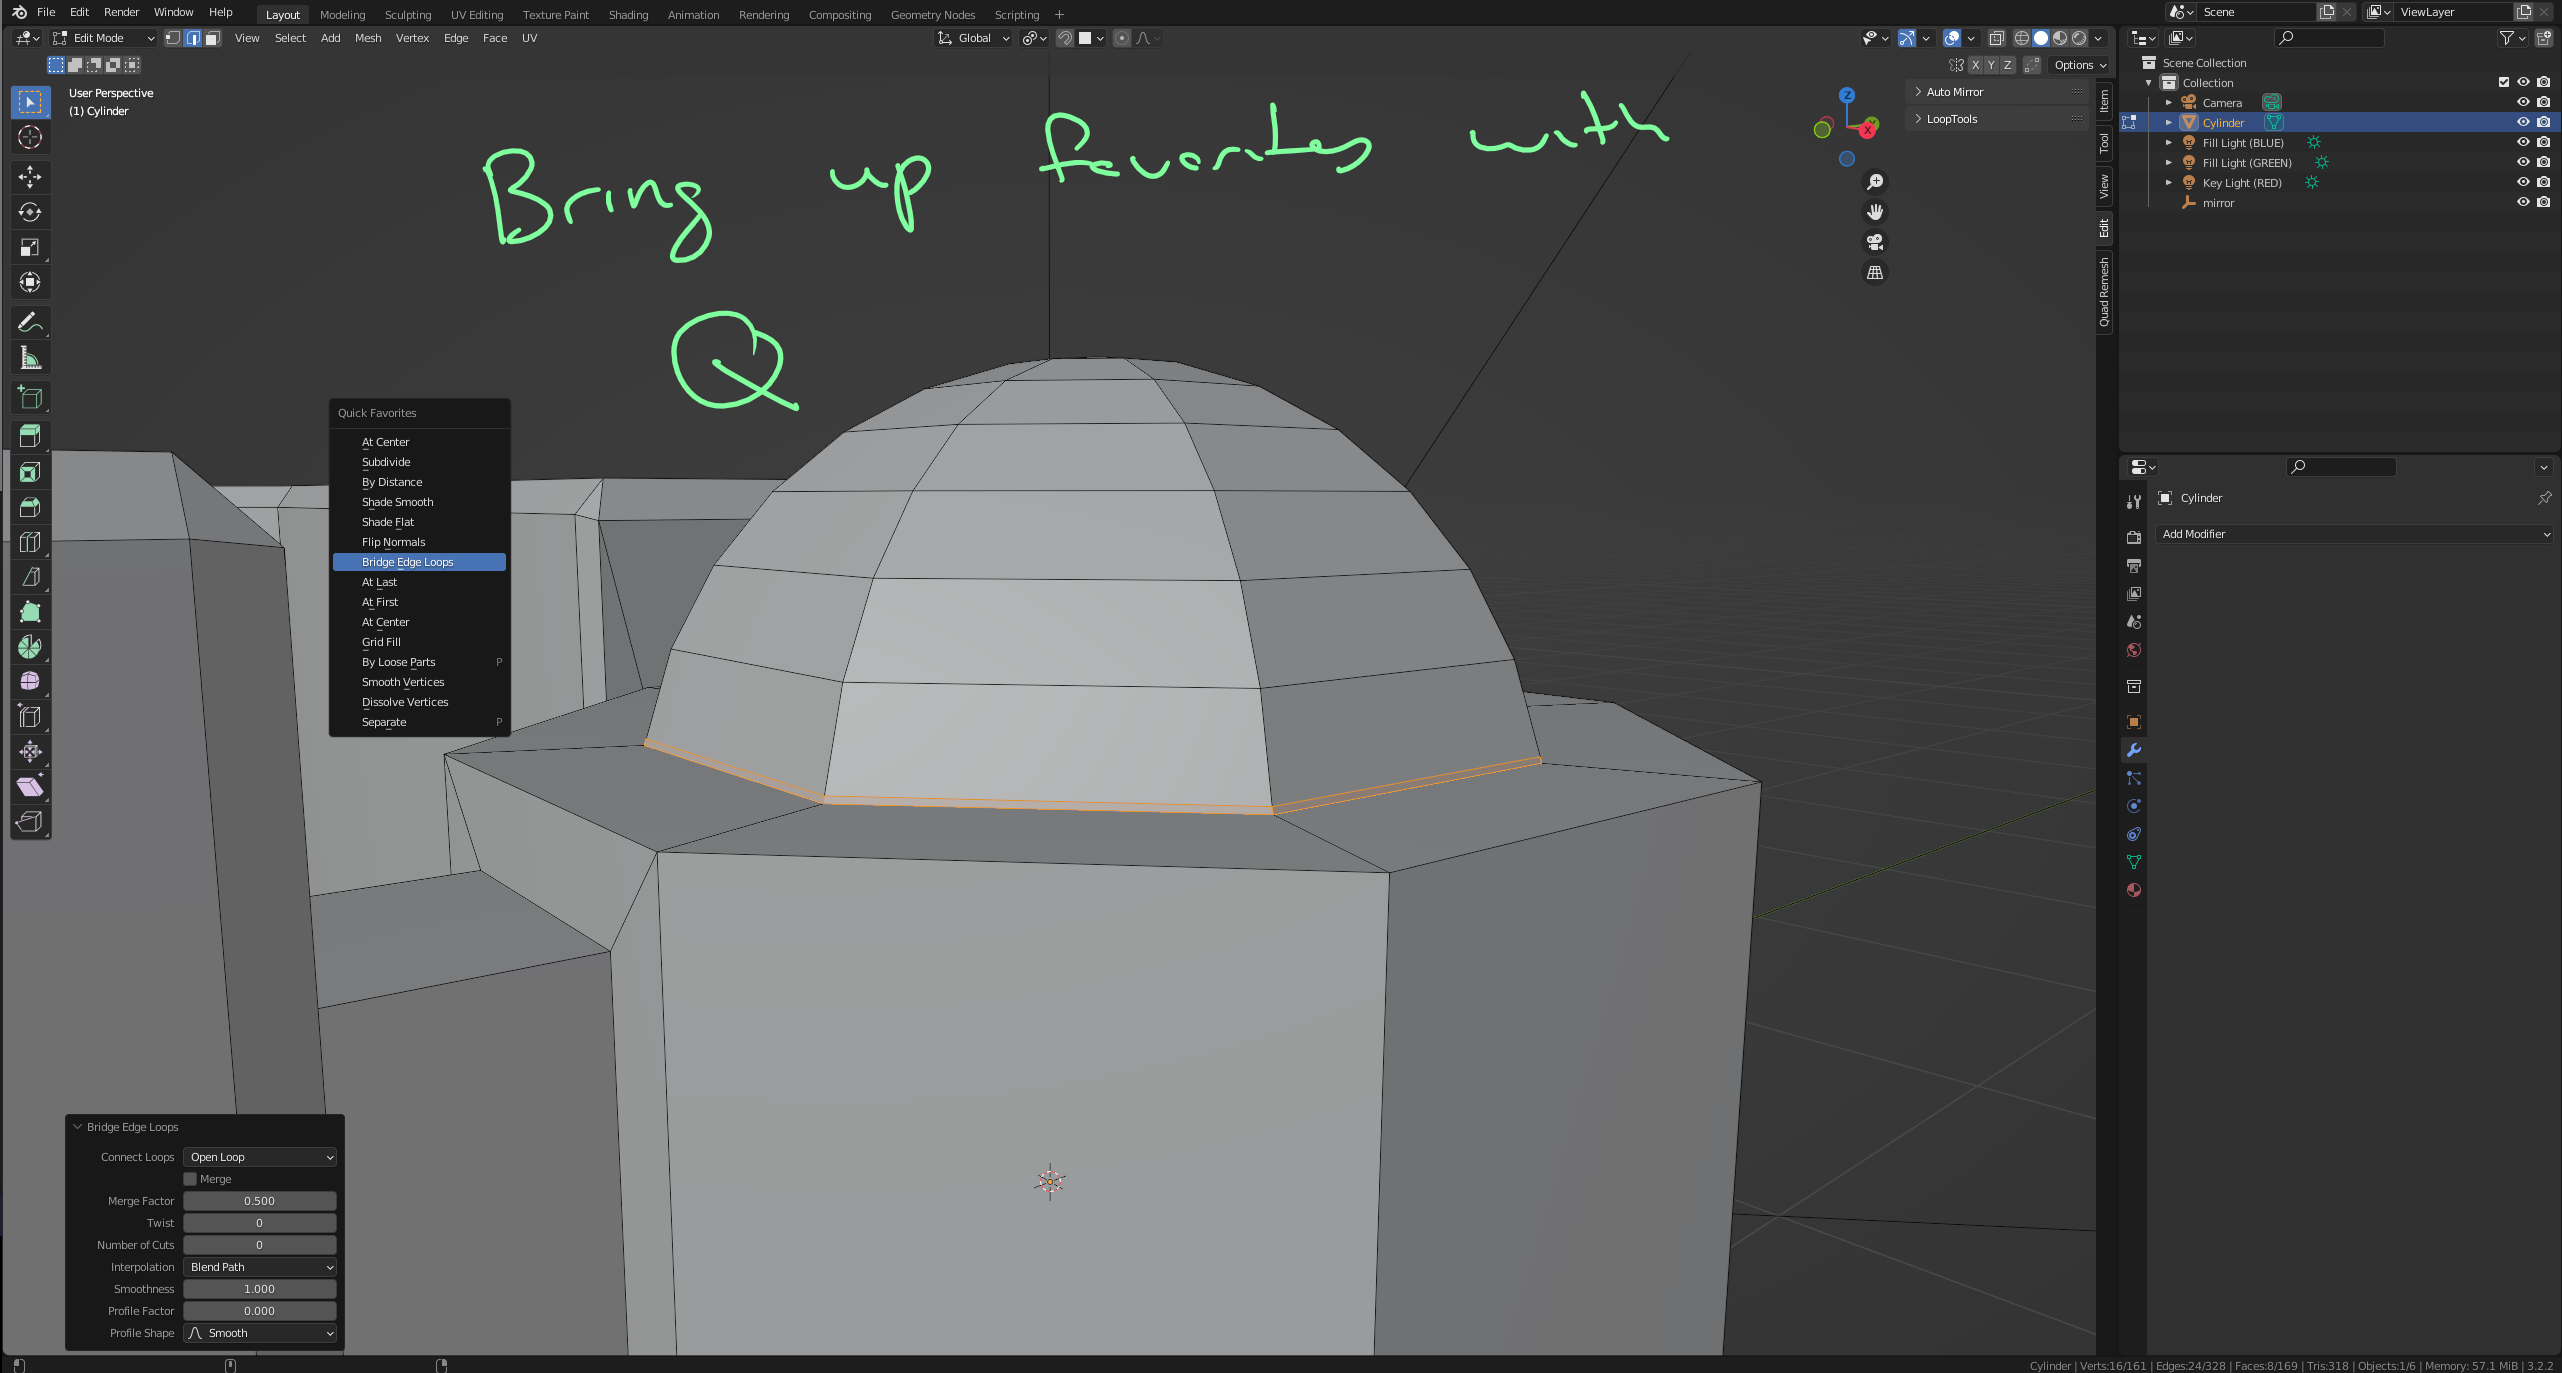 File Edit Render Window Help Layout Modeling Sculpting UV Editing Texture Paint Shading Animation Rendering Compositing Geometry Nodes Scripting + Scene ViewLayer
Edit Mode View Select Add Mesh Vertex Edge Face UV Global
X Y Z Options
User Perspective
(1) Cylinder
Bring up favorites with
Q
Z
X
Auto Mirror
LoopTools
Item
Tool
View
Edit
Quad Remesh
Quick Favorites
At Center
Subdivide
By Distance
Shade Smooth
Shade Flat
Flip Normals
Bridge Edge Loops
At Last
At First
At Center
Grid Fill
By Loose Parts P
Smooth Vertices
Dissolve Vertices
Separate P
Bridge Edge Loops
Connect Loops Open Loop
Merge
Merge Factor 0.500
Twist 0
Number of Cuts 0
Interpolation Blend Path
Smoothness 1.000
Profile Factor 0.000
Profile Shape Smooth
Scene Collection
Collection
Camera
Cylinder
Fill Light (BLUE)
Fill Light (GREEN)
Key Light (RED)
mirror
Cylinder
Add Modifier
Cylinder | Verts:16/161 | Edges:24/328 | Faces:8/169 | Tris:318 | Objects:1/6 | Memory: 57.1 MiB | 3.2.2